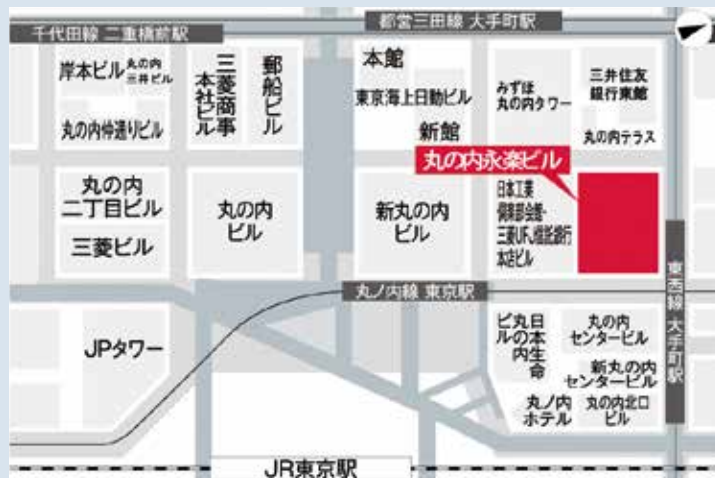 都営三田線 大手町駅
千代田線 二重橋前駅
岸本ビル
丸の内
三井ビル
三菱商事
本社ビル
郵船ビル
本館
東京海上日動ビル
新館
みずほ
丸の内タワー
三井住友
銀行東館
丸の内仲通りビル
丸の内テラス
丸の内永楽ビル
丸の内
二丁目ビル
三菱ビル
丸の内
ビル
新丸の内
ビル
日本工業
倶楽部会館・
三菱UFJ信託銀行
本店ビル
東西線 大手町駅
丸ノ内線 東京駅
JPタワー
日本生命
丸の内
ビル
丸の内
センタービル
新丸の内
センタービル
丸ノ内
ホテル
丸の内北口
ビル
JR東京駅